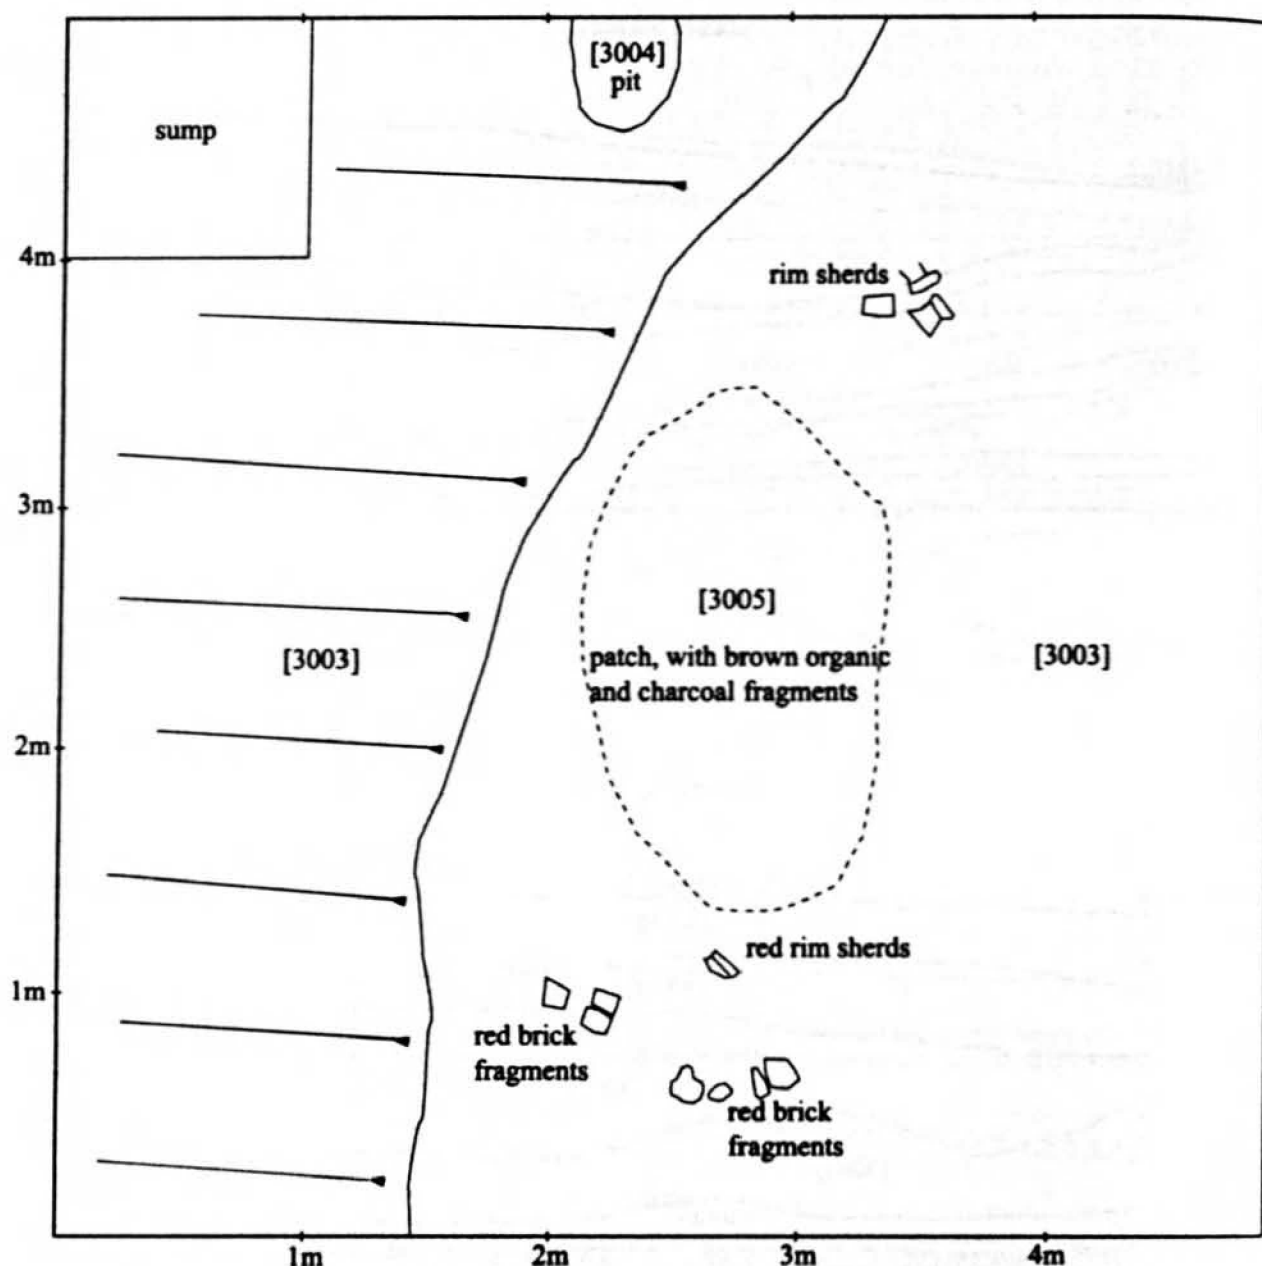 [3004]
pit
sump
4m
rim sherds
3m
[3005]
patch, with brown organic
and charcoal fragments
[3003]
[3003]
2m
red rim sherds
1m
red brick
fragments
red brick
fragments
1m
2m
3m
4m